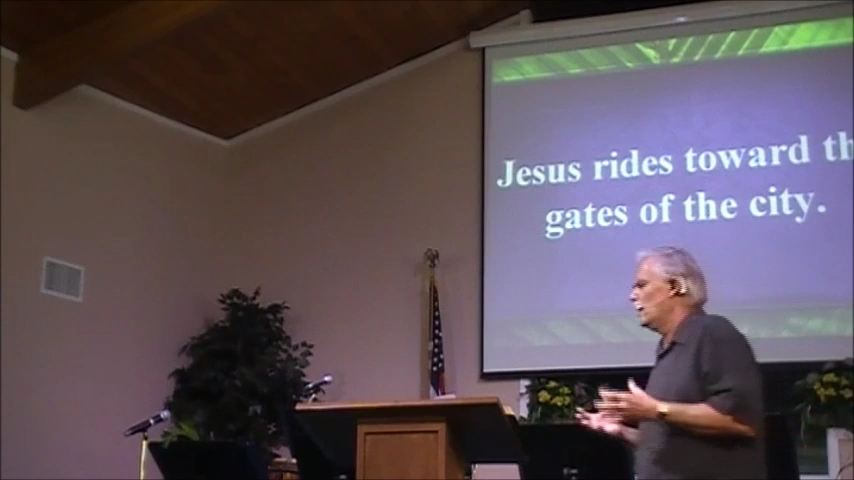 Jesus rides toward th
gates of the city.